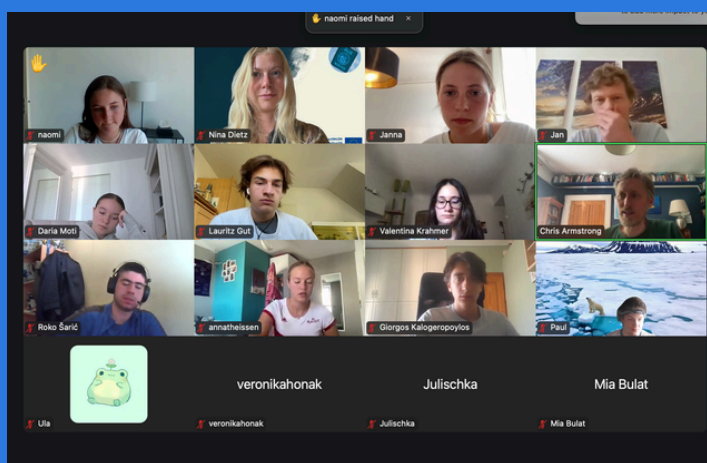 naomi raised hand
naomi
Nina Dietz
Janna
Jan
Daria Moti
Lauritz Gut
Valentina Krahmer
Chris Armstrong
Roko Šarić
annatheissen
Giorgos Kalogeropoylos
Paul
veronikahonak
Julischka
Mia Bulat
Ula
veronikahonak
Julischka
Mia Bulat